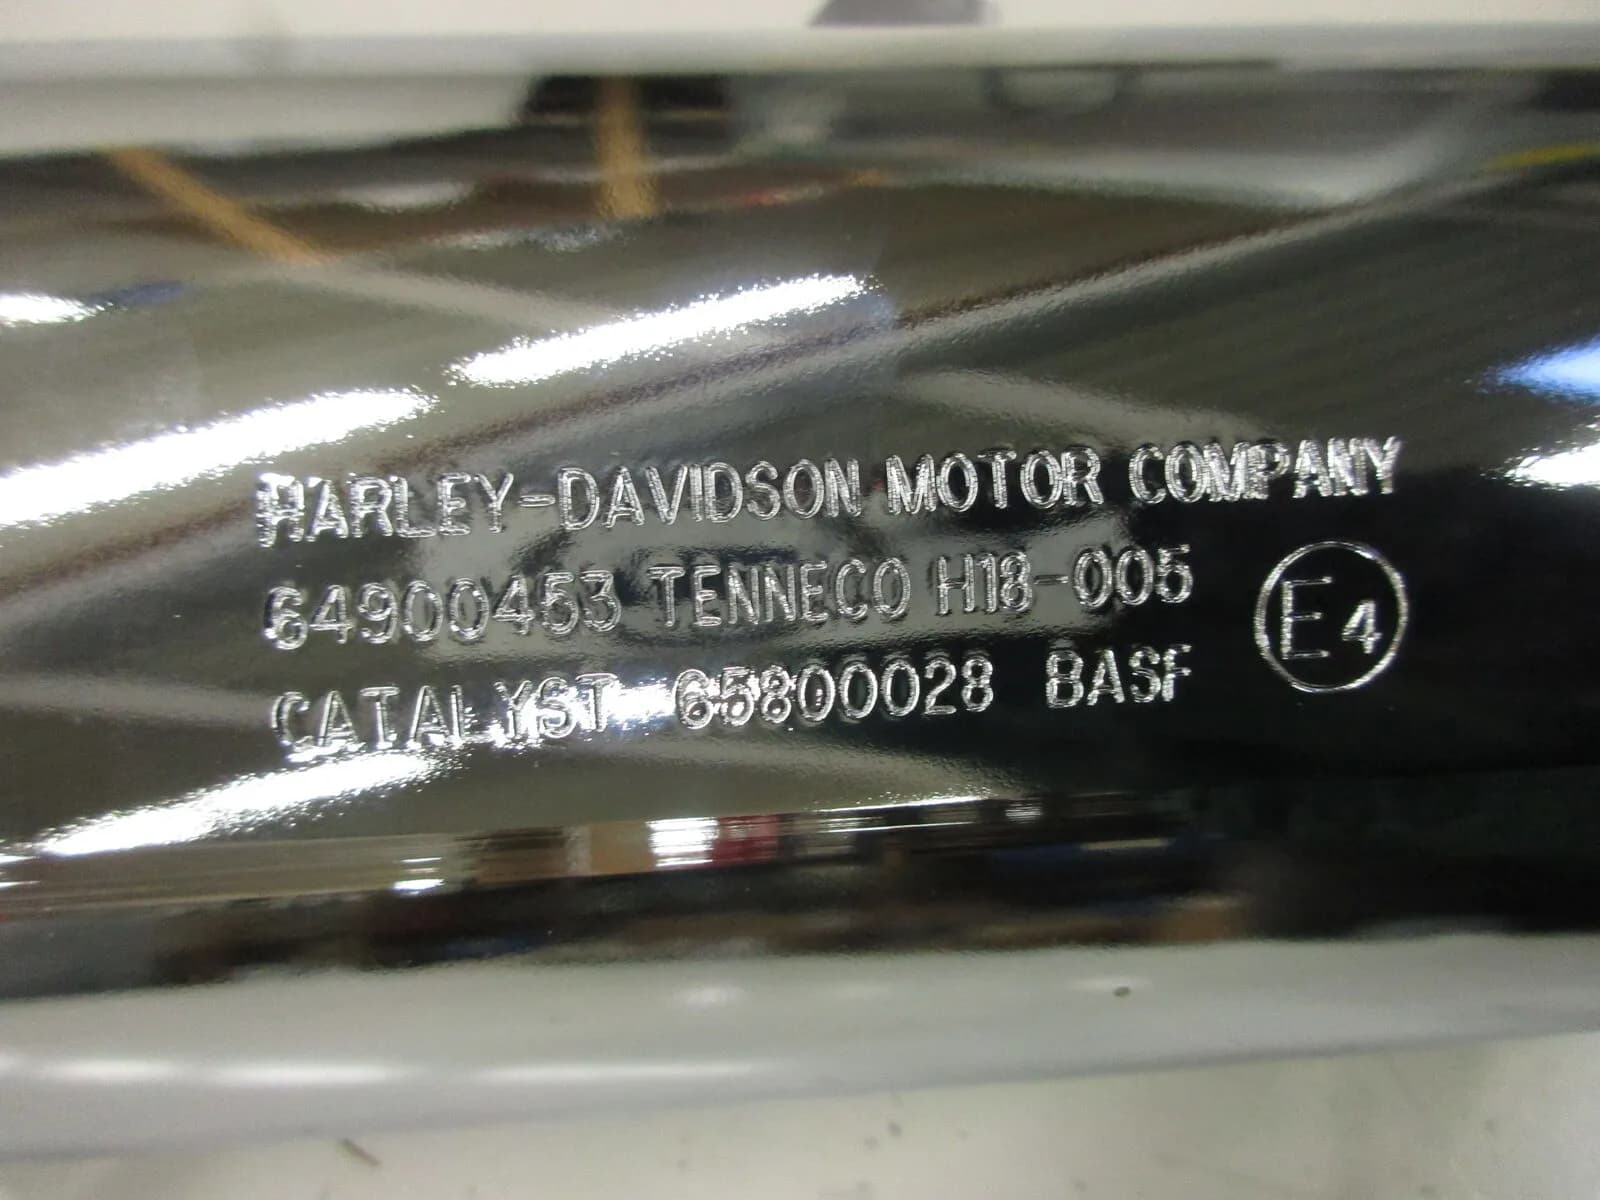 HARLEY-DAVIDSON MOTOR COMPANY
64900453 TENNECO H18-005
CATALYST 65800028 BASF
E4